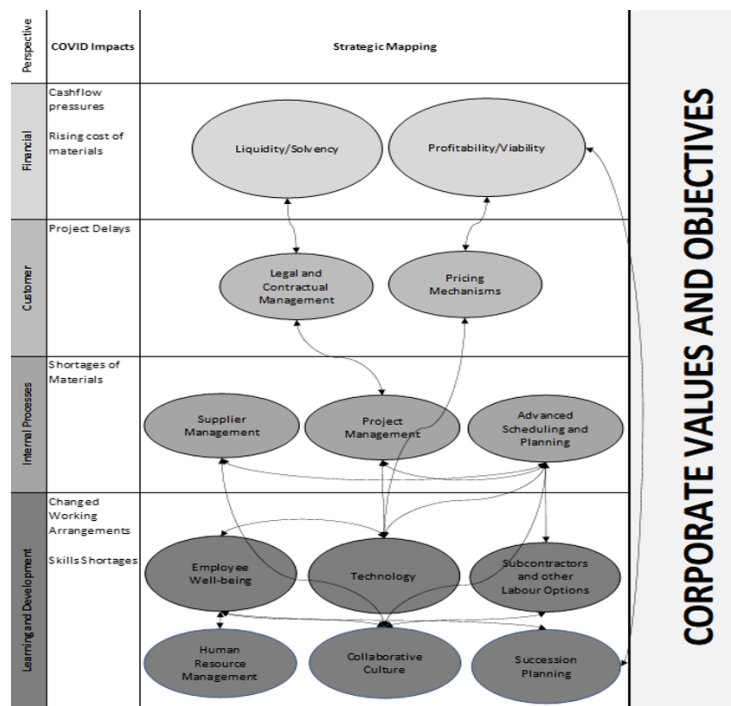 Perspective
COVID Impacts
Strategic Mapping
Financial
Cashflow
pressures
Rising cost of
materials
Liquidity/Solvency
Profitability/Viability
Customer
Project Delays
Legal and
Contractual
Management
Pricing
Mechanisms
Internal Processes
Shortages of
Materials
Supplier
Management
Project
Management
Advanced
Scheduling and
Planning
Learning and Development
Changed
Working
Arrangements
Skills Shortages
Employee
Well-being
Technology
Subcontractors
and other
Labour Options
Human
Resource
Management
Collaborative
Culture
Succession
Planning
CORPORATE VALUES AND OBJECTIVES